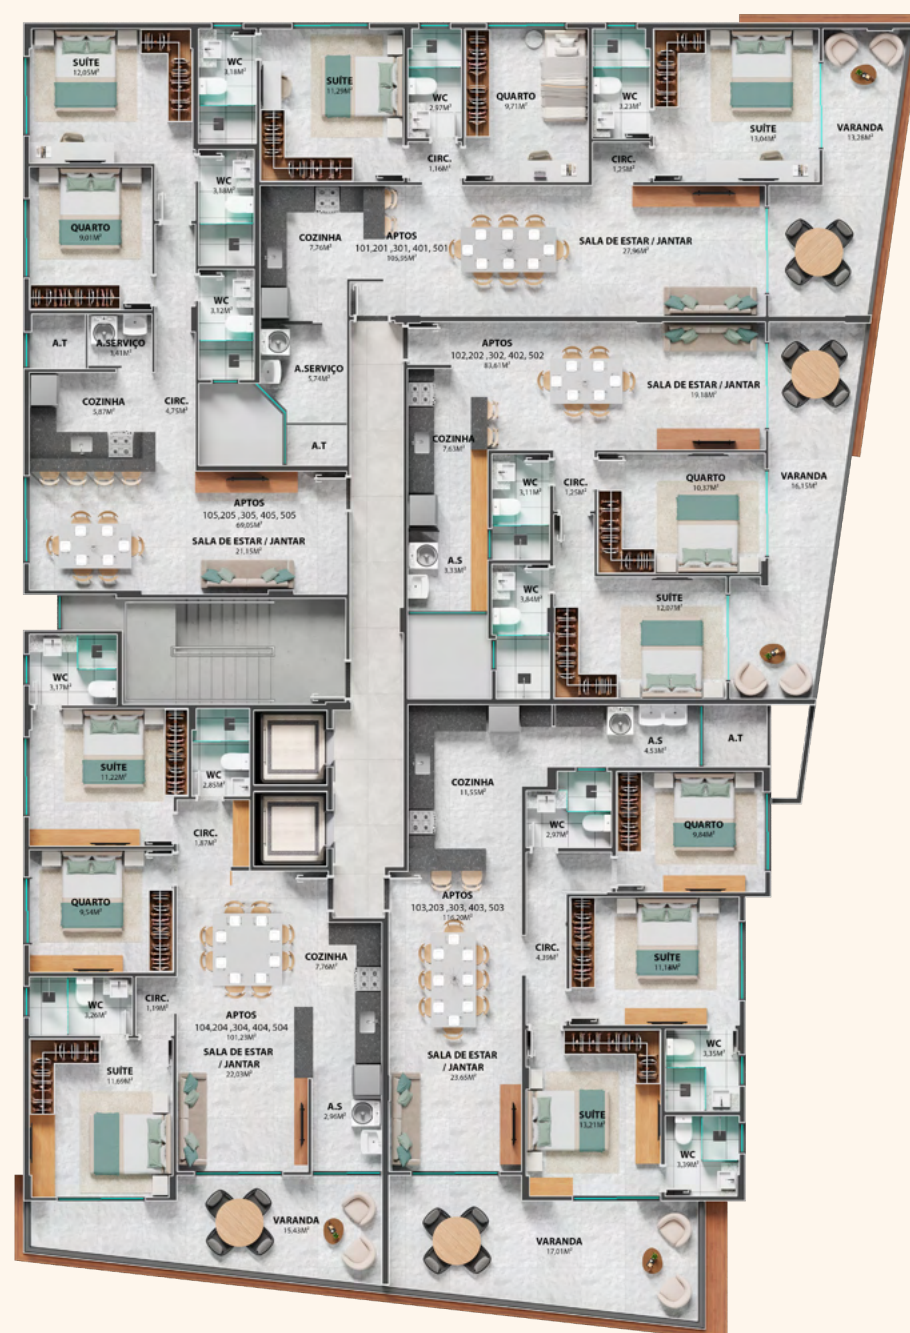 SUÍTE
12,05M²
WC
3,18M²
SUÍTE
11,29M²
WC
2,97M²
QUARTO
9,71M²
WC
3,23M²
SUÍTE
13,04M²
VARANDA
13,28M²
CIRC.
1,16M²
CIRC.
1,25M²
WC
3,18M²
QUARTO
9,01M²
COZINHA
7,76M²
APTOS
101,201 ,301, 401, 501
105,95M²
SALA DE ESTAR / JANTAR
27,96M²
WC
3,12M²
A.T
A.SERVIÇO
3,41M²
A.SERVIÇO
5,74M²
APTOS
102,202 ,302, 402, 502
83,61M²
SALA DE ESTAR / JANTAR
19.18M²
COZINHA
5,87M²
CIRC.
4,75M²
A.T
COZINHA
7,63M²
WC
3,11M²
CIRC.
1,25M²
QUARTO
10,37M²
VARANDA
16,15M²
APTOS
105,205 ,305, 405, 505
69,05M²
SALA DE ESTAR / JANTAR
21,15M²
A.S
3,33M²
WC
3,84M²
SUÍTE
12,07M²
WC
3,17M²
SUÍTE
11,22M²
WC
2,85M²
CIRC.
1,87M²
COZINHA
11,55M²
A.S
4.53M²
A.T
WC
2,97M²
QUARTO
9,04M²
QUARTO
9,54M²
APTOS
103,203 ,303, 403, 503
116,20M²
COZINHA
7,76M²
CIRC.
4,39M²
SUÍTE
11,14M²
WC
3,26M²
CIRC.
1,19M²
APTOS
104,204 ,304, 404, 504
101,23M²
SALA DE ESTAR
/ JANTAR
22,03M²
SALA DE ESTAR
/ JANTAR
23.65M²
WC
3,35M²
SUÍTE
11,69M²
A.S
2,96M²
SUÍTE
13,21M²
WC
3,39M²
VARANDA
15,43M²
VARANDA
17,01M²